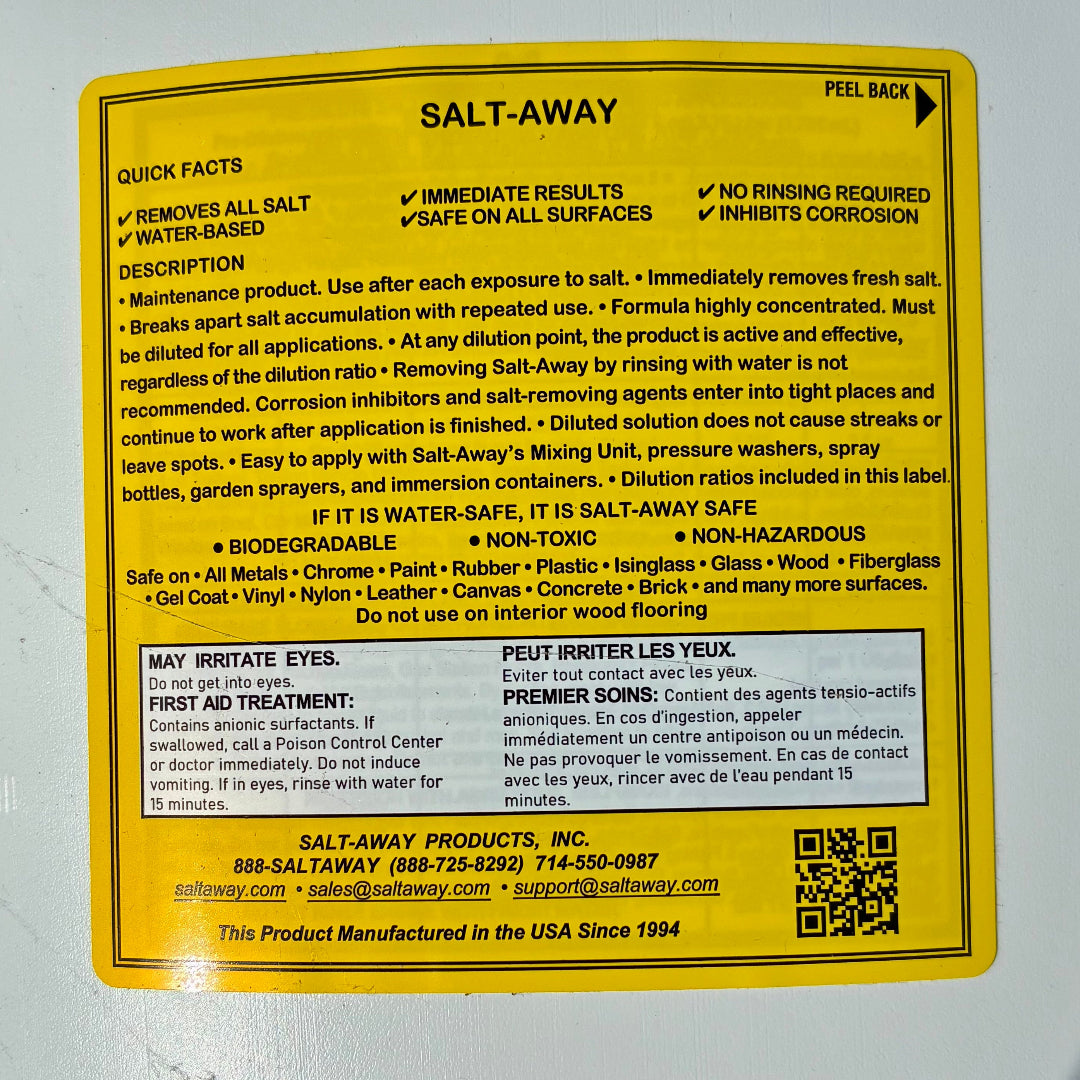 PEEL BACK
SALT-AWAY
QUICK FACTS
✔ REMOVES ALL SALT ✔ IMMEDIATE RESULTS ✔ NO RINSING REQUIRED
✔ WATER-BASED ✔SAFE ON ALL SURFACES ✔ INHIBITS CORROSION
DESCRIPTION
• Maintenance product. Use after each exposure to salt. • Immediately removes fresh salt.
• Breaks apart salt accumulation with repeated use. • Formula highly concentrated. Must
be diluted for all applications. • At any dilution point, the product is active and effective,
regardless of the dilution ratio • Removing Salt-Away by rinsing with water is not
recommended. Corrosion inhibitors and salt-removing agents enter into tight places and
continue to work after application is finished. • Diluted solution does not cause streaks or
leave spots. • Easy to apply with Salt-Away's Mixing Unit, pressure washers, spray
bottles, garden sprayers, and immersion containers. • Dilution ratios included in this label.
IF IT IS WATER-SAFE, IT IS SALT-AWAY SAFE
• BIODEGRADABLE • NON-TOXIC • NON-HAZARDOUS
Safe on • All Metals • Chrome • Paint • Rubber • Plastic • Isinglass • Glass • Wood • Fiberglass
• Gel Coat • Vinyl • Nylon • Leather • Canvas • Concrete • Brick • and many more surfaces.
Do not use on interior wood flooring
MAY IRRITATE EYES.
Do not get into eyes.
FIRST AID TREATMENT:
Contains anionic surfactants. If
swallowed, call a Poison Control Center
or doctor immediately. Do not induce
vomiting. If in eyes, rinse with water for
15 minutes.
PEUT IRRITER LES YEUX.
Eviter tout contact avec les yeux.
PREMIER SOINS: Contient des agents tensio-actifs
anioniques. En cos d'ingestion, appeler
immédiatement un centre antipoison ou un médecin.
Ne pas provoquer le vomissement. En cas de contact
avec les yeux, rincer avec de l'eau pendant 15
minutes.
SALT-AWAY PRODUCTS, INC.
888-SALTAWAY (888-725-8292) 714-550-0987
saltaway.com • sales@saltaway.com • support@saltaway.com
This Product Manufactured in the USA Since 1994